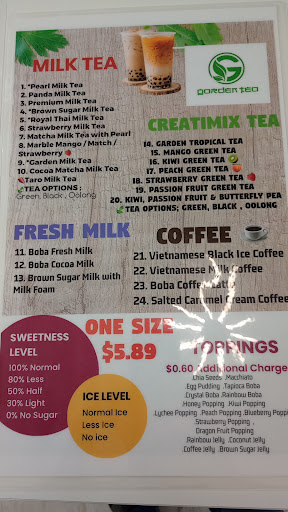 MILK TEA
1. *Pearl Milk Tea
2. Panda Milk Tea
3. Premium Milk Tea
4. *Brown Sugar Milk Tea
5. *Royal Thai Milk Tea
6. Strawberry Milk Tea
7. Matcha Milk Tea with Pearl
8. Marble Mango / Match /
Strawbery
9. *Garden Milk Tea
10. Cocoa Matcha Milk Tea
Taro Milk Tea
TEA OPTIONS :
Green, Black , Oolong
GORDEN TEA
CREATIMIX TEA
14. GARDEN TROPICAL TEA
15. MANGO GREEN TEA
16. KIWI GREEN TEA
17. PEACH GREEN TEA
18. STRAWBERRY GREEN TEA
19. PASSION FRUIT GREEN TEA
20. KIWI, PASSION FRUIT & BUTTERFLY PEA
TEA OPTIONS; GREEN, BLACK , OOLONG
FRESH MILK
11. Boba Fresh Milk
12. Boba Cocoa Milk
13. Brown Sugar Milk with
Milk Foam
COFFEE
21. Vietnamese Black Ice Coffee
22. Vietnamese Milk Coffee
23. Boba Coffee Latte
24. Salted Caramel Cream Coffee
SWEETNESS
LEVEL
100% Normal
80% Less
50% Half
30% Light
0% No Sugar
ONE SIZE
$5.89
ICE LEVEL
Normal Ice
Less Ice
No ice
TOPPINGS
$0.60 Additional Charge
.Chia Seeds .Macchiato
.Egg Pudding .Tapioca Boba
.Crystal Boba .Rainbow Boba
.Honey Popping .Kiwi Popping
.Lychee Popping .Peach Popping .Blueberry Poppi
.Strawberry Popping .
Dragon Fruit Popping
.Rainbow Jelly .Coconut Jelly
.Coffee Jelly .Brown Sugar Jelly